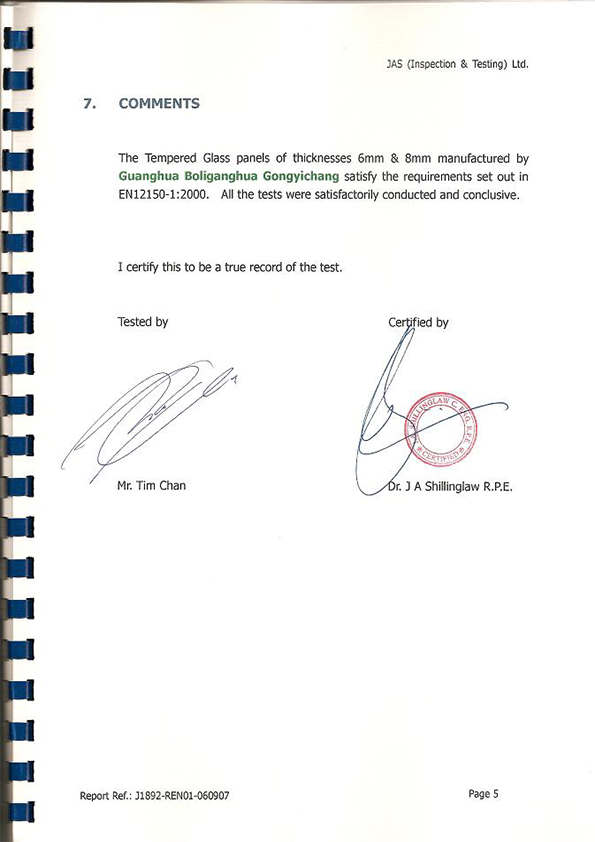 JAS (Inspection & Testing) Ltd.
7. COMMENTS
The Tempered Glass panels of thicknesses 6mm & 8mm manufactured by
Guanghua Boliganghua Gongyichang satisfy the requirements set out in
EN12150-1:2000. All the tests were satisfactorily conducted and conclusive.
I certify this to be a true record of the test.
Tested by
Certified by
SHILLINGLAW C. ENG. R.P.E.
CERTIFIED
Mr. Tim Chan
Dr. J A Shillinglaw R.P.E.
Report Ref.: J1892-REN01-060907
Page 5